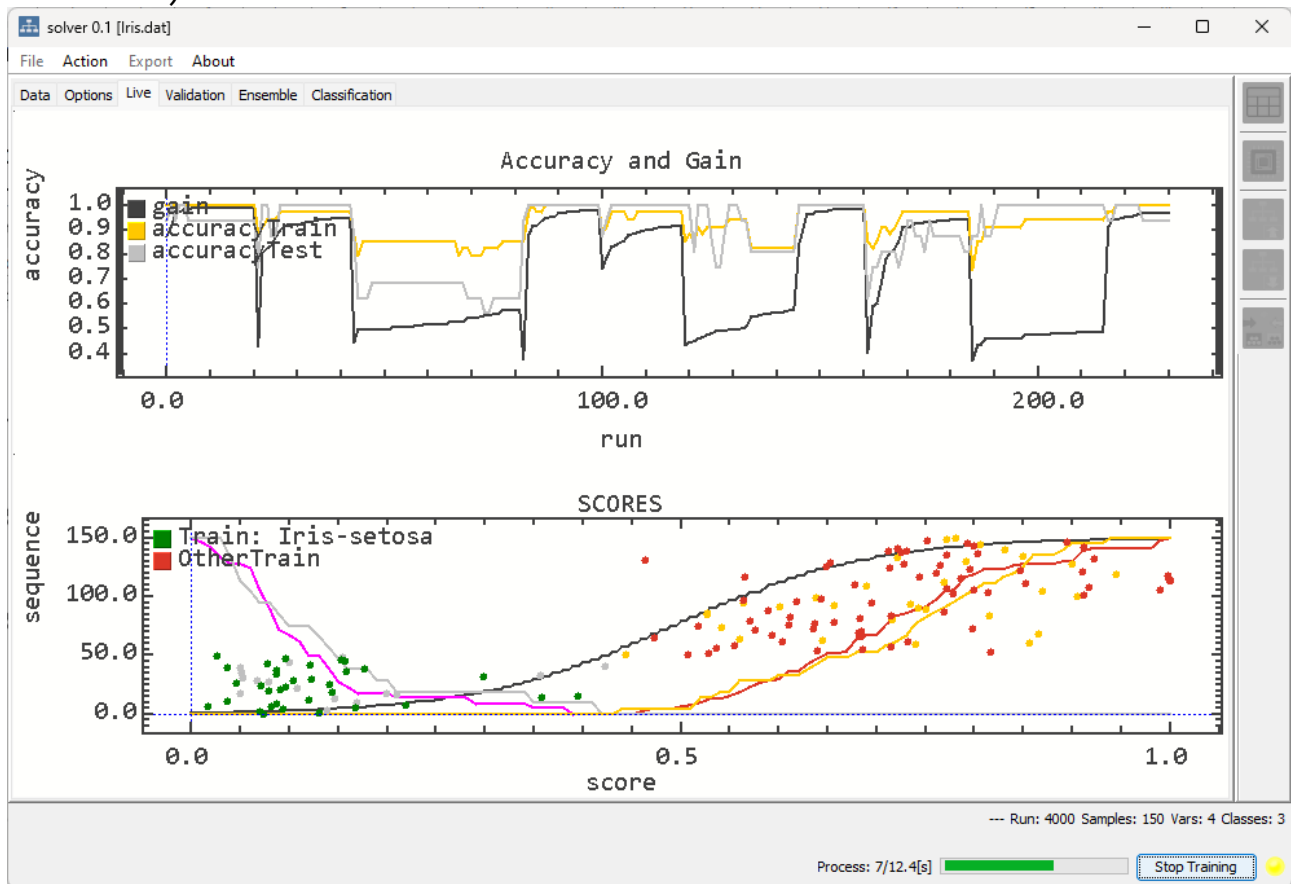 solver 0.1 [Iris.dat]
File Action Export About
Data Options Live Validation Ensemble Classification
Accuracy and Gain
accuracy
1.0
0.9
0.8
0.7
0.6
0.5
0.4
gain
accuracyTrain
accuracyTest
0.0 100.0 200.0
run
SCORES
sequence
150.0
100.0
50.0
0.0
Train: Iris-setosa
OtherTrain
0.0 0.5 1.0
score
--- Run: 4000 Samples: 150 Vars: 4 Classes: 3
Process: 7/12.4[s] Stop Training